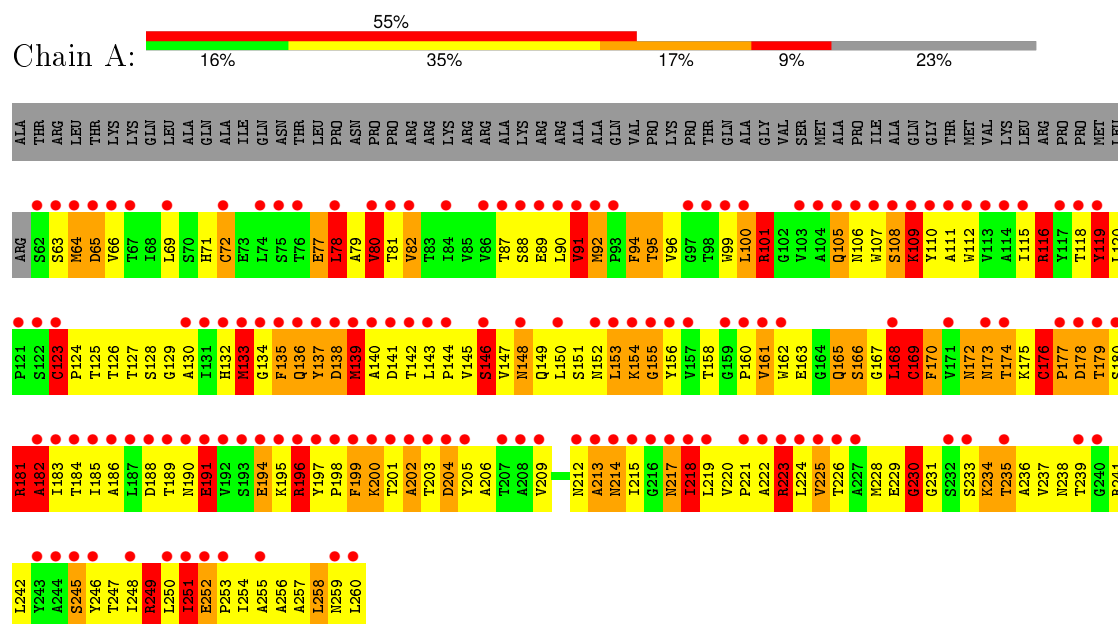 55%
Chain A:
16% 35% 17% 9% 23%
ALA THR ARG LEU THR LYS LYS GLN LEU ALA GLN ALA ILE GLN ASN THR LEU PRO ASN PRO PRO ARG ARG LYS ARG ARG ALA LYS ARG ARG ALA ALA GLN VAL PRO LYS PRO THR GLN ALA GLY VAL SER MET ALA PRO ILE ALA GLN GLY THR MET VAL LYS LEU ARG PRO PRO MET LEU
ARG S62 S63 M64 D65 V66 T67 I68 L69 S70 H71 C72 E73 L74 S75 T76 E77 L78 A79 V80 T81 V82 T83 I84 V85 V86 T87 S88 E89 L90 V91 M92 P93 F94 T95 V96 G97 T98 W99 L100 R101 G102 V103 A104 Q105 N106 W107 S108 K109 Y110 A111 W112 V113 A114 I115 R116 Y117 T118 Y119 L120
P121 S122 C123 P124 T125 T126 T127 S128 G129 A130 I131 H132 M133 G134 F135 Q136 Y137 D138 M139 A140 D141 T142 L143 P144 V145 S146 V147 N148 Q149 L150 S151 N152 L153 K154 G155 Y156 V157 T158 G159 P160 V161 W162 E163 G164 Q165 S166 G167 L168 C169 F170 V171 N172 N173 T174 K175 C176 P177 D178 T179 S180
R181 A182 I183 T184 I185 A186 L187 D188 T189 N190 E191 V192 S193 E194 K195 R196 Y197 P198 F199 K200 T201 A202 T203 D204 Y205 A206 T207 A208 V209 N212 A213 N214 I215 G216 N217 I218 L219 V220 P221 A222 R223 L224 V225 T226 A227 M228 E229 G230 G231 S232 S233 K234 T235 A236 V237 N238 T239 G240 R241
L242 Y243 A244 S245 Y246 T247 I248 R249 L250 I251 E252 P253 I254 A255 A256 A257 L258 N259 L260